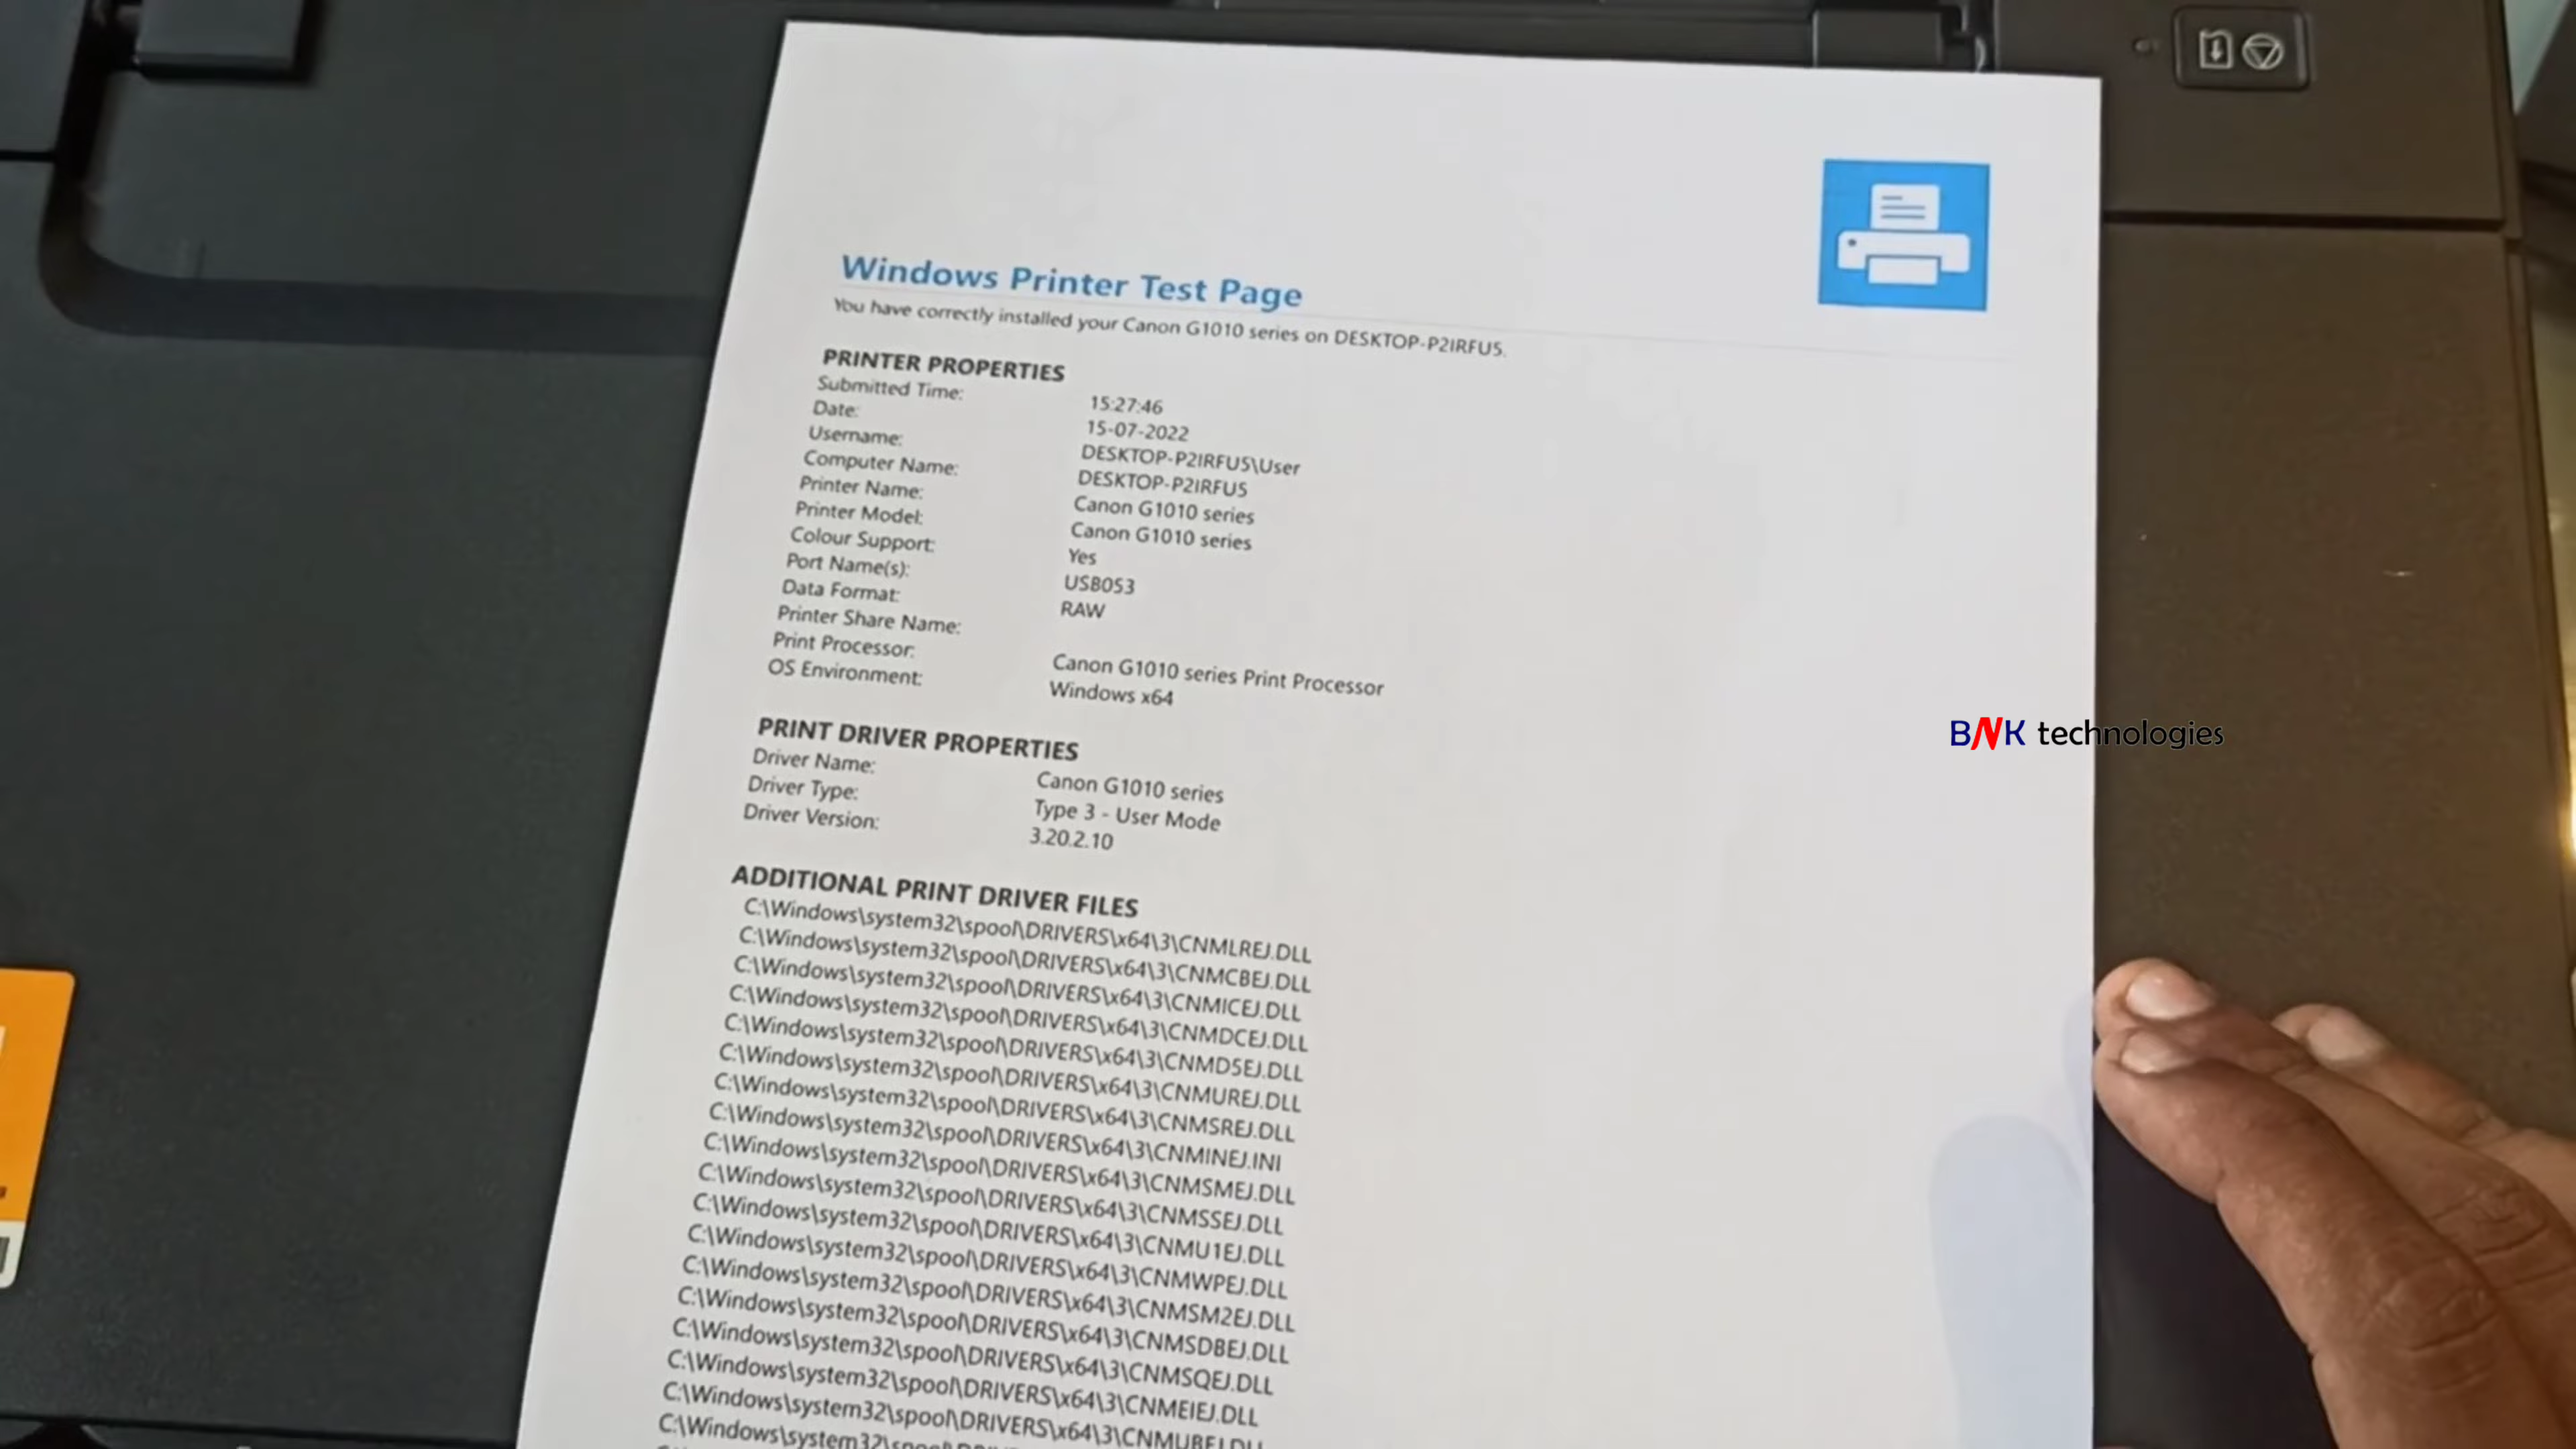 Windows Printer Test Page
You have correctly installed your Canon G1010 series on DESKTOP-P2IRFU5.
PRINTER PROPERTIES
Submitted Time: 15:27:46
Date: 15-07-2022
Username: DESKTOP-P2IRFU5\User
Computer Name: DESKTOP-P2IRFU5
Printer Name: Canon G1010 series
Printer Model: Canon G1010 series
Colour Support: Yes
Port Name(s): USB053
Data Format: RAW
Printer Share Name:
Print Processor: Canon G1010 series Print Processor
OS Environment: Windows x64
PRINT DRIVER PROPERTIES
Driver Name: Canon G1010 series
Driver Type: Type 3 - User Mode
Driver Version: 3.20.2.10
ADDITIONAL PRINT DRIVER FILES
C:\Windows\system32\spool\DRIVERS\x64\3\CNMLREJ.DLL
C:\Windows\system32\spool\DRIVERS\x64\3\CNMCBEJ.DLL
C:\Windows\system32\spool\DRIVERS\x64\3\CNMICEJ.DLL
C:\Windows\system32\spool\DRIVERS\x64\3\CNMDCEJ.DLL
C:\Windows\system32\spool\DRIVERS\x64\3\CNMD5EJ.DLL
C:\Windows\system32\spool\DRIVERS\x64\3\CNMUREJ.DLL
C:\Windows\system32\spool\DRIVERS\x64\3\CNMSREJ.DLL
C:\Windows\system32\spool\DRIVERS\x64\3\CNMINEJ.INI
C:\Windows\system32\spool\DRIVERS\x64\3\CNMSMEJ.DLL
C:\Windows\system32\spool\DRIVERS\x64\3\CNMSSEJ.DLL
C:\Windows\system32\spool\DRIVERS\x64\3\CNMU1EJ.DLL
C:\Windows\system32\spool\DRIVERS\x64\3\CNMWPEJ.DLL
C:\Windows\system32\spool\DRIVERS\x64\3\CNMSM2EJ.DLL
C:\Windows\system32\spool\DRIVERS\x64\3\CNMSDBEJ.DLL
C:\Windows\system32\spool\DRIVERS\x64\3\CNMSQEJ.DLL
C:\Windows\system32\spool\DRIVERS\x64\3\CNMEIEJ.DLL
C:\Windows\system32\spool\DRIVERS\x64\3\CNMUBEJ.DLL
BNK technologies